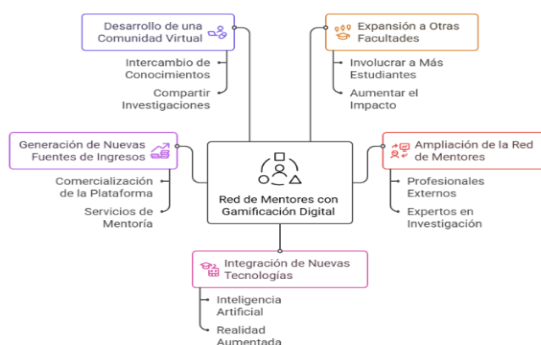 Desarrollo de una
Comunidad Virtual
Intercambio de
Conocimientos
Compartir
Investigaciones
Expansión a Otras
Facultades
Involucrar a Más
Estudiantes
Aumentar el
Impacto
Generación de Nuevas
Fuentes de Ingresos
Comercialización
de la Plataforma
Servicios de
Mentoría
Red de Mentores con
Gamificación Digital
Ampliación de la Red
de Mentores
Profesionales
Externos
Expertos en
Investigación
Integración de Nuevas
Tecnologías
Inteligencia
Artificial
Realidad
Aumentada